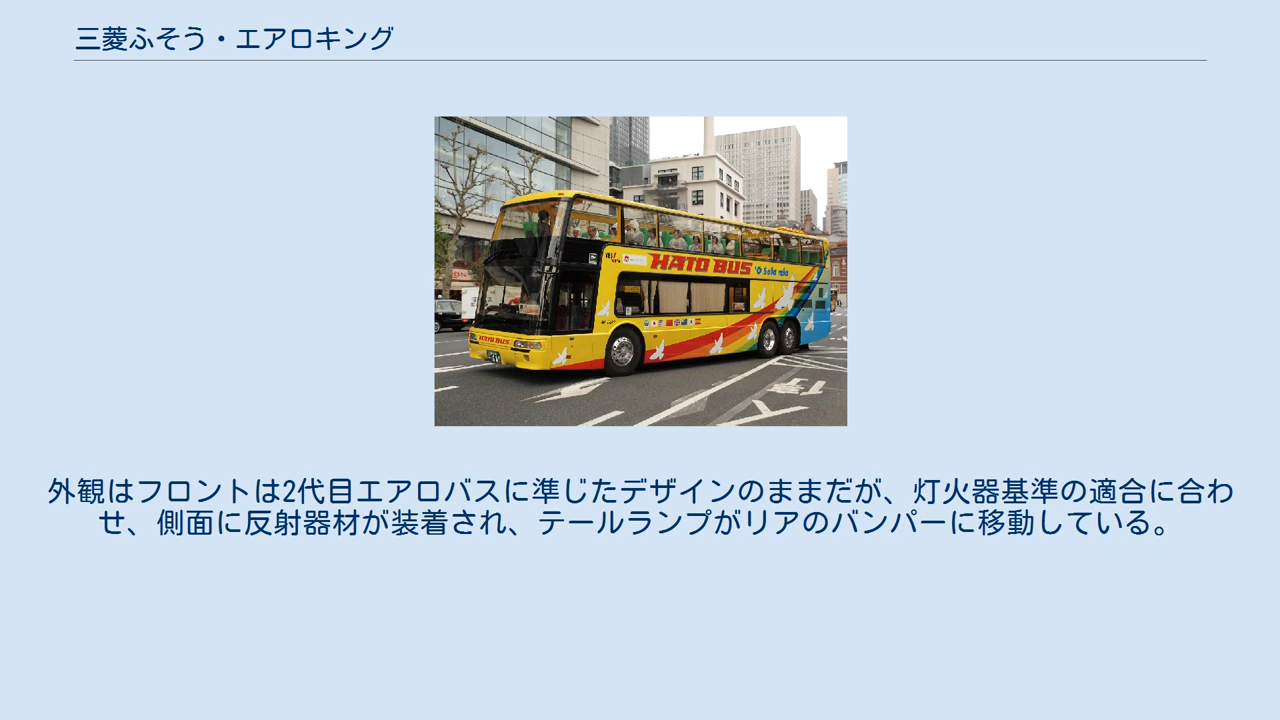 三菱ふそう・エアロキング
HATO BUS
'O Sola mio
HATO BUS
外観はフロントは2代目エアロバスに準じたデザインのままだが、灯火器基準の適合に合わ
せ、側面に反射器材が装着され、テールランプがリアのバンパーに移動している。